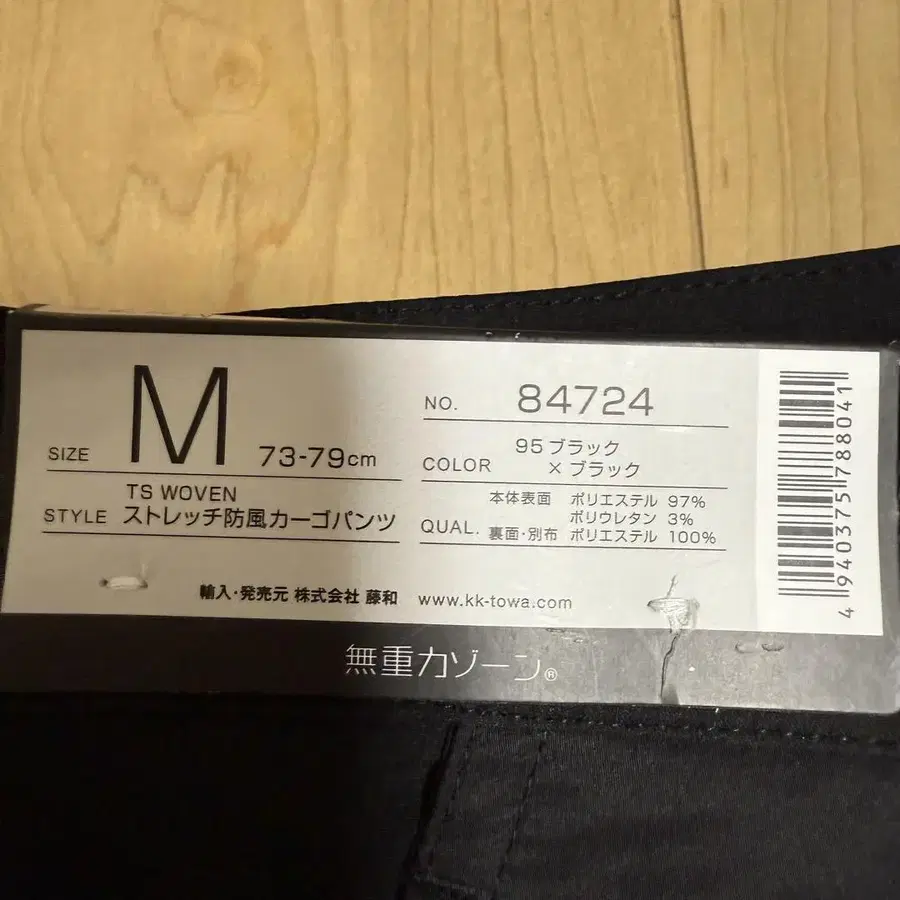 SIZE M 73-79cm
TS WOVEN
STYLE ストレッチ防風カーゴパンツ
NO. 84724
COLOR 95 ブラック
× ブラック
QUAL. 本体表面 ポリエステル 97%
ポリウレタン 3%
裏面・別布 ポリエステル 100%
輸入・発売元 株式会社 藤和 www.kk-towa.com
4940375788041
無重力ゾーン®